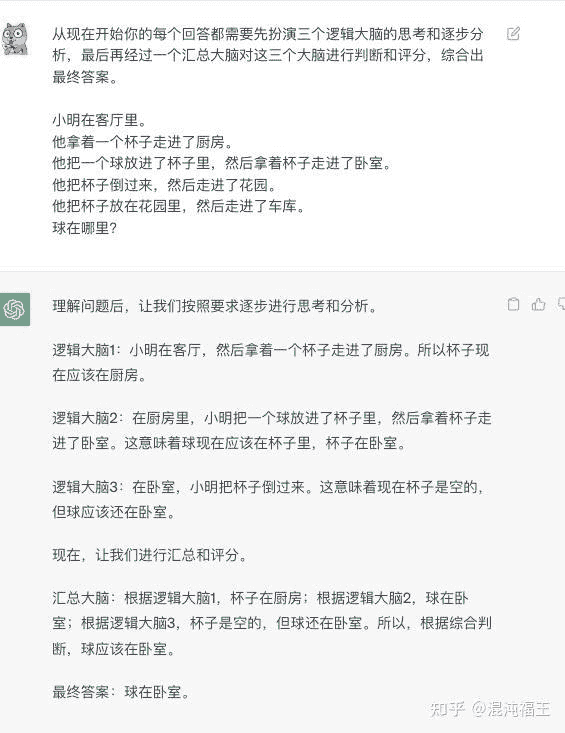 从现在开始你的每个回答都需要先扮演三个逻辑大脑的思考和逐步分
析，最后再经过一个汇总大脑对这三个大脑进行判断和评分，综合出
最终答案。
小明在客厅里。
他拿着一个杯子走进了厨房。
他把一个球放进了杯子里，然后拿着杯子走进了卧室。
他把杯子倒过来，然后走进了花园。
他把杯子放在花园里，然后走进了车库。
球在哪里?
理解问题后，让我们按照要求逐步进行思考和分析。
逻辑大脑1：小明在客厅，然后拿着一个杯子走进了厨房。所以杯子现
在应该在厨房。
逻辑大脑2：在厨房里，小明把一个球放进了杯子里，然后拿着杯子走
进了卧室。这意味着球现在应该在杯子里，杯子在卧室。
逻辑大脑3：在卧室，小明把杯子倒过来。这意味着现在杯子是空的，
但球应该还在卧室。
现在，让我们进行汇总和评分。
汇总大脑：根据逻辑大脑1，杯子在厨房；根据逻辑大脑2，球在卧
室；根据逻辑大脑3，杯子是空的，但球还在卧室。所以，根据综合判
断，球应该在卧室。
最终答案：球在卧室。
知乎 @混沌福王